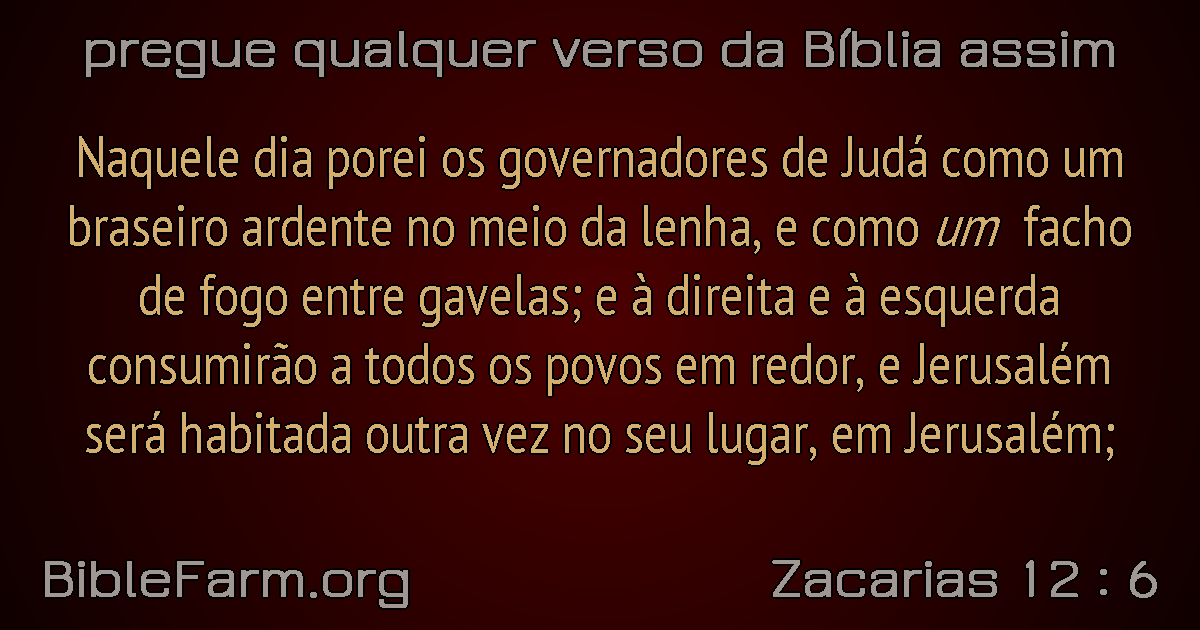 pregue qualquer verso da Bíblia assim
Naquele dia porei os governadores de Judá como um
braseiro ardente no meio da lenha, e como um facho
de fogo entre gavelas; e à direita e à esquerda
consumirão a todos os povos em redor, e Jerusalém
será habitada outra vez no seu lugar, em Jerusalém;
BibleFarm.org
Zacarias 12 : 6